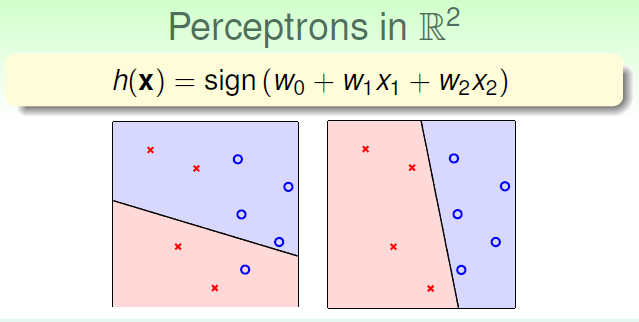 Perceptrons in ℝ²
h(x) = sign (w₀ + w₁x₁ + w₂x₂)